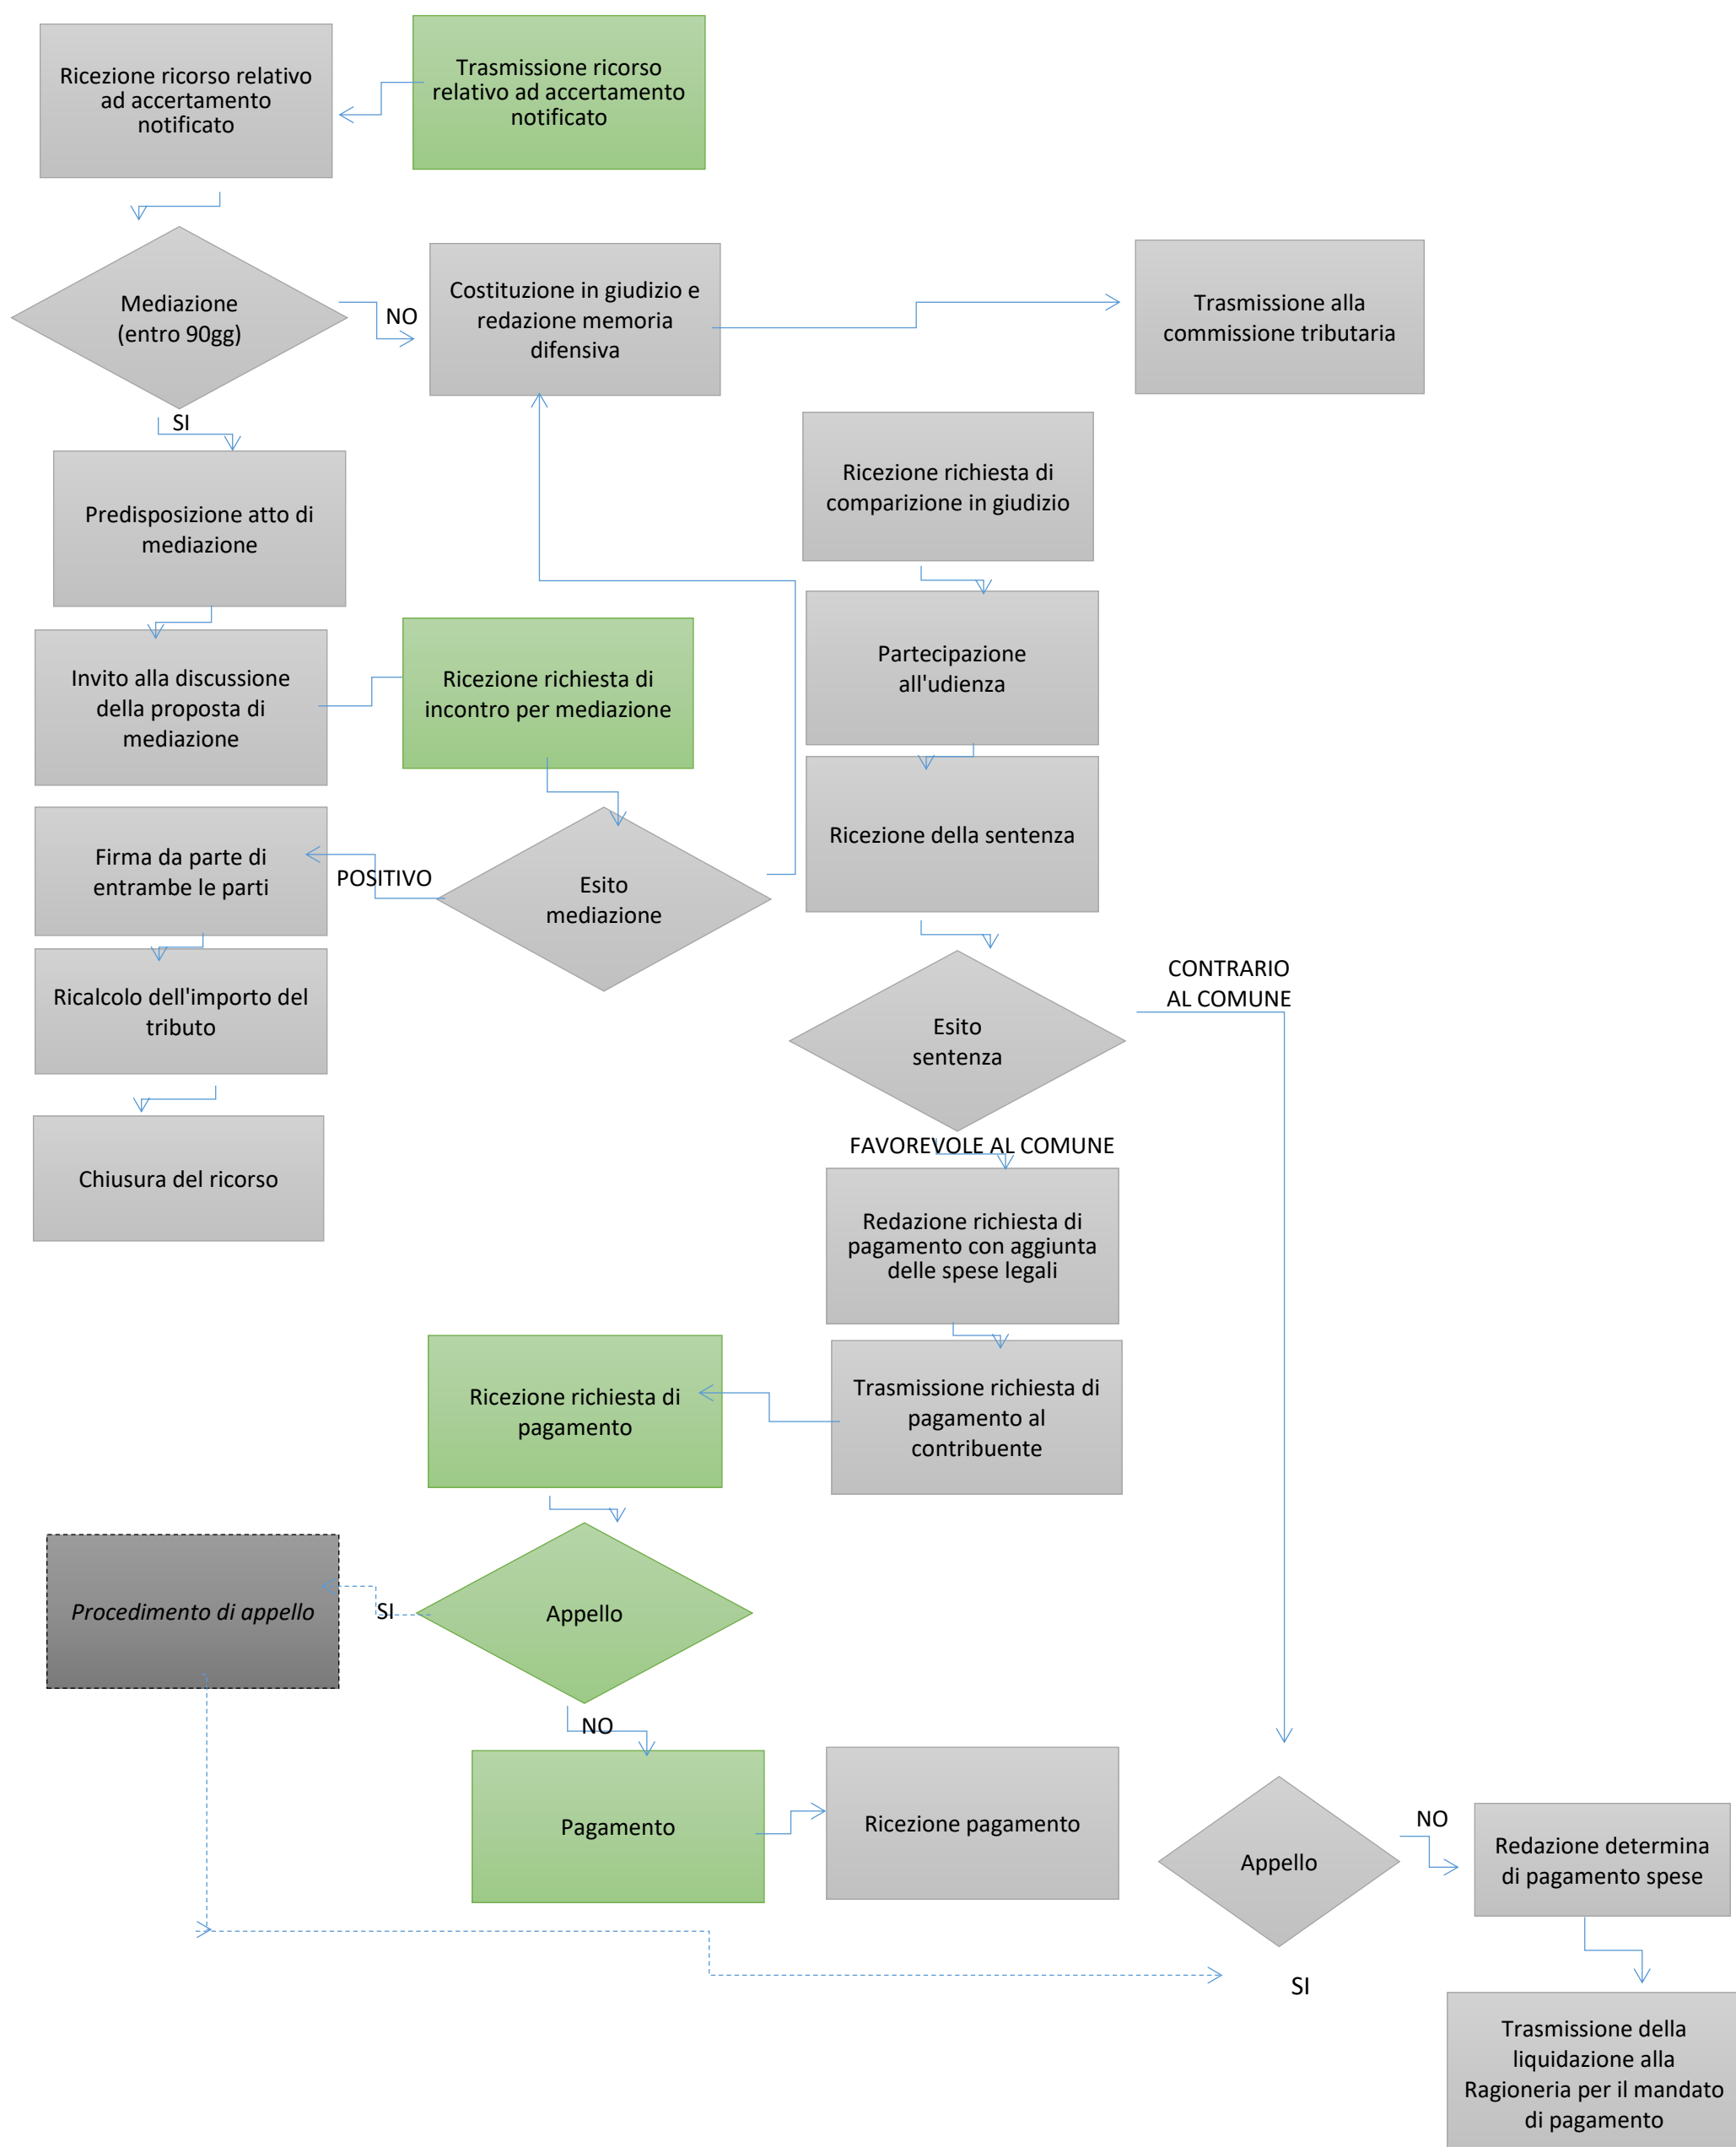 Ricezione ricorso relativo
ad accertamento
notificato
Trasmissione ricorso
relativo ad accertamento
notificato
Mediazione
(entro 90gg)
NO
Costituzione in giudizio e
redazione memoria
difensiva
Trasmissione alla
commissione tributaria
SI
Predisposizione atto di
mediazione
Ricezione richiesta di
comparizione in giudizio
Invito alla discussione
della proposta di
mediazione
Ricezione richiesta di
incontro per mediazione
Partecipazione
all'udienza
Firma da parte di
entrambe le parti
POSITIVO
Esito
mediazione
Ricezione della sentenza
Ricalcolo dell'importo del
tributo
Esito
sentenza
CONTRARIO
AL COMUNE
Chiusura del ricorso
FAVOREVOLE AL COMUNE
Redazione richiesta di
pagamento con aggiunta
delle spese legali
Ricezione richiesta di
pagamento
Trasmissione richiesta di
pagamento al
contribuente
Procedimento di appello
SI
Appello
NO
Pagamento
Ricezione pagamento
Appello
NO
Redazione determina
di pagamento spese
SI
Trasmissione della
liquidazione alla
Ragioneria per il mandato
di pagamento